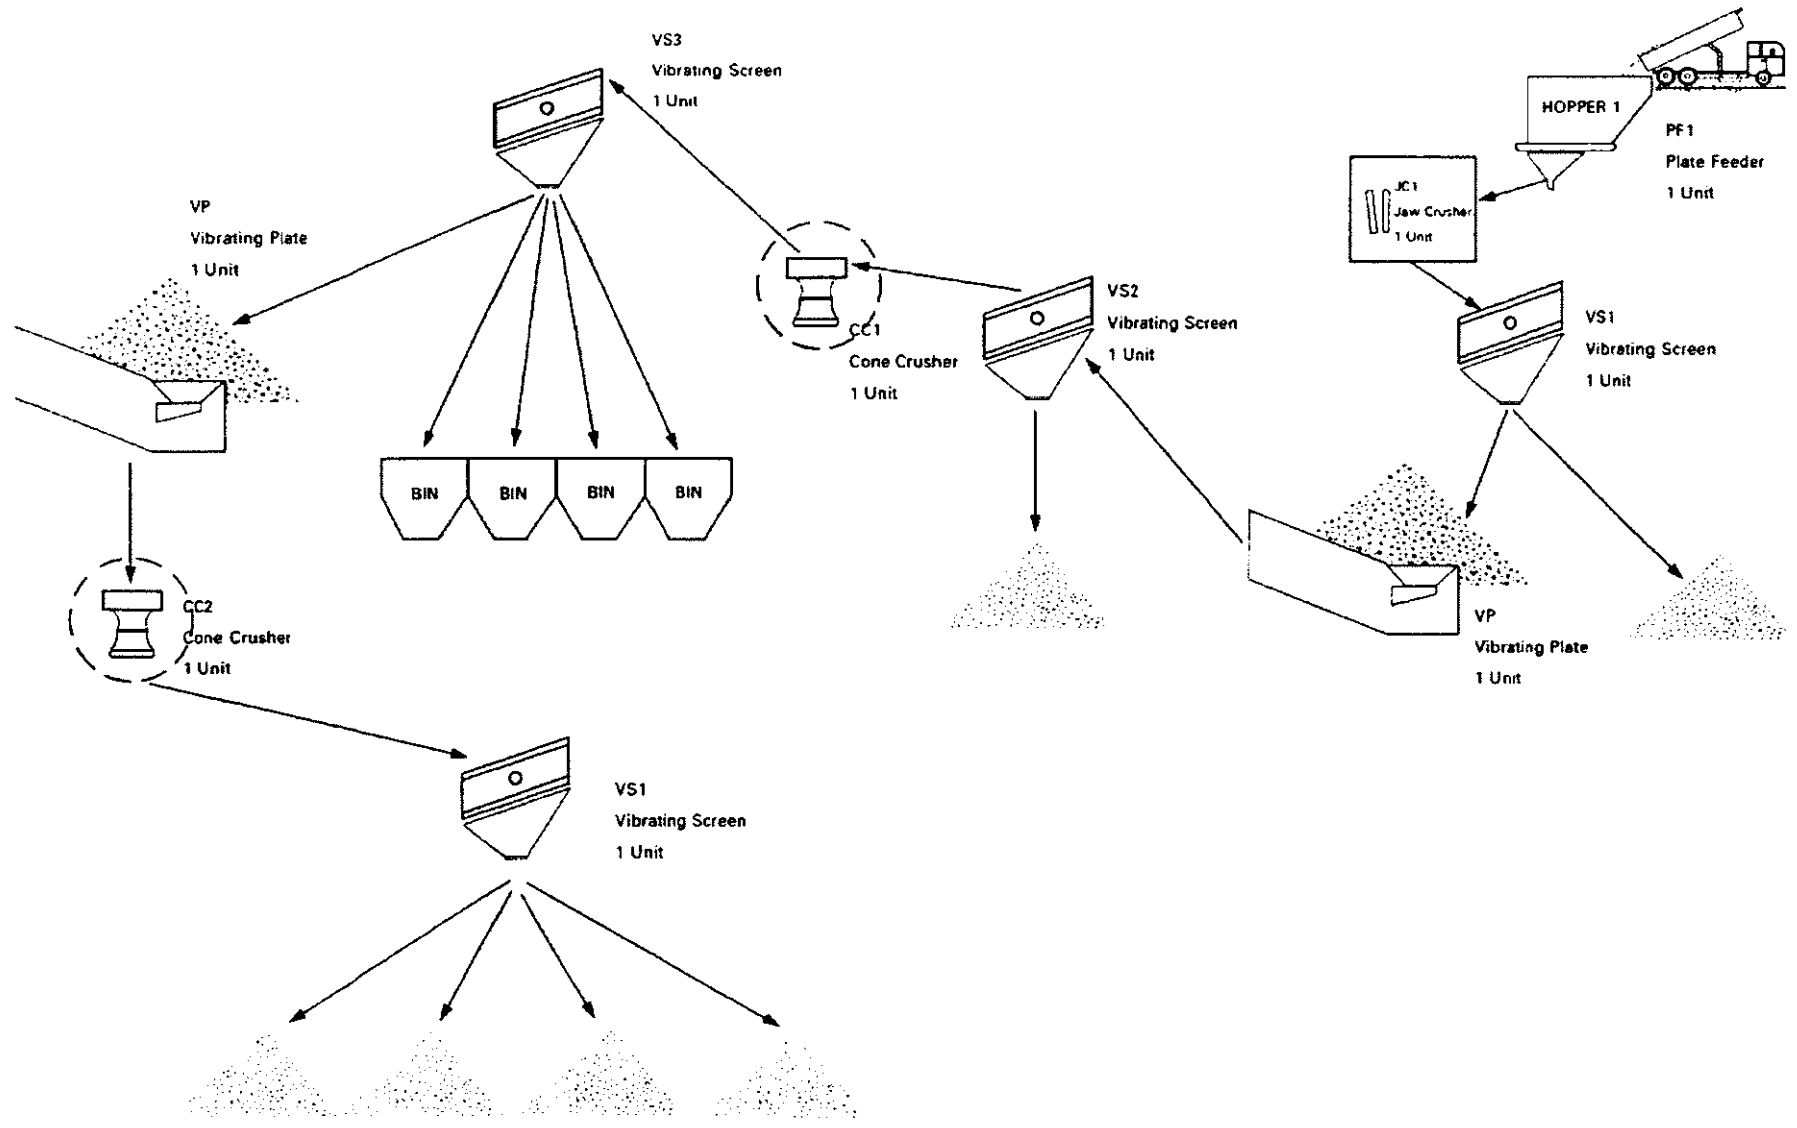 VS3
Vibrating Screen
1 Unit
HOPPER 1
PF1
Plate Feeder
1 Unit
JC1
Jaw Crusher
1 Unit
VP
Vibrating Plate
1 Unit
VS2
Vibrating Screen
1 Unit
VS1
Vibrating Screen
1 Unit
CC1
Cone Crusher
1 Unit
BIN BIN BIN BIN
CC2
Cone Crusher
1 Unit
VP
Vibrating Plate
1 Unit
VS1
Vibrating Screen
1 Unit